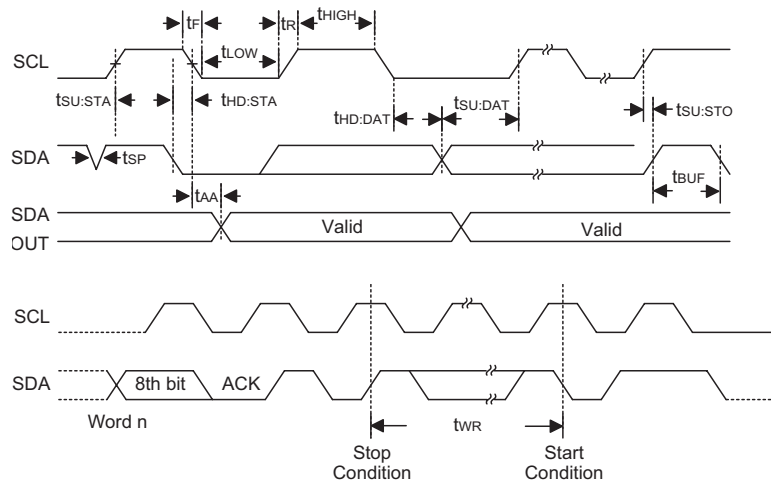 tF
tR
tHIGH
SCL
tLOW
tSU:STA
tHD:STA
tHD:DAT
tSU:DAT
tSU:STO
SDA
tSP
tBUF
tAA
SDA
OUT
Valid
Valid
SCL
SDA
8th bit
ACK
Word n
tWR
Stop
Condition
Start
Condition